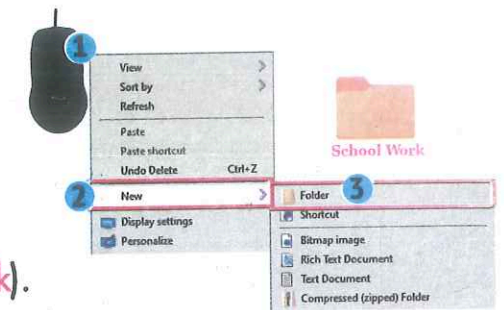 1
View
Sort by
Refresh
Paste
Paste shortcut
Undo Delete Ctrl+Z
2 New
Display settings
Personalize
School Work
Folder 3
Shortcut
Bitmap image
Rich Text Document
Text Document
Compressed (zipped) Folder
k).